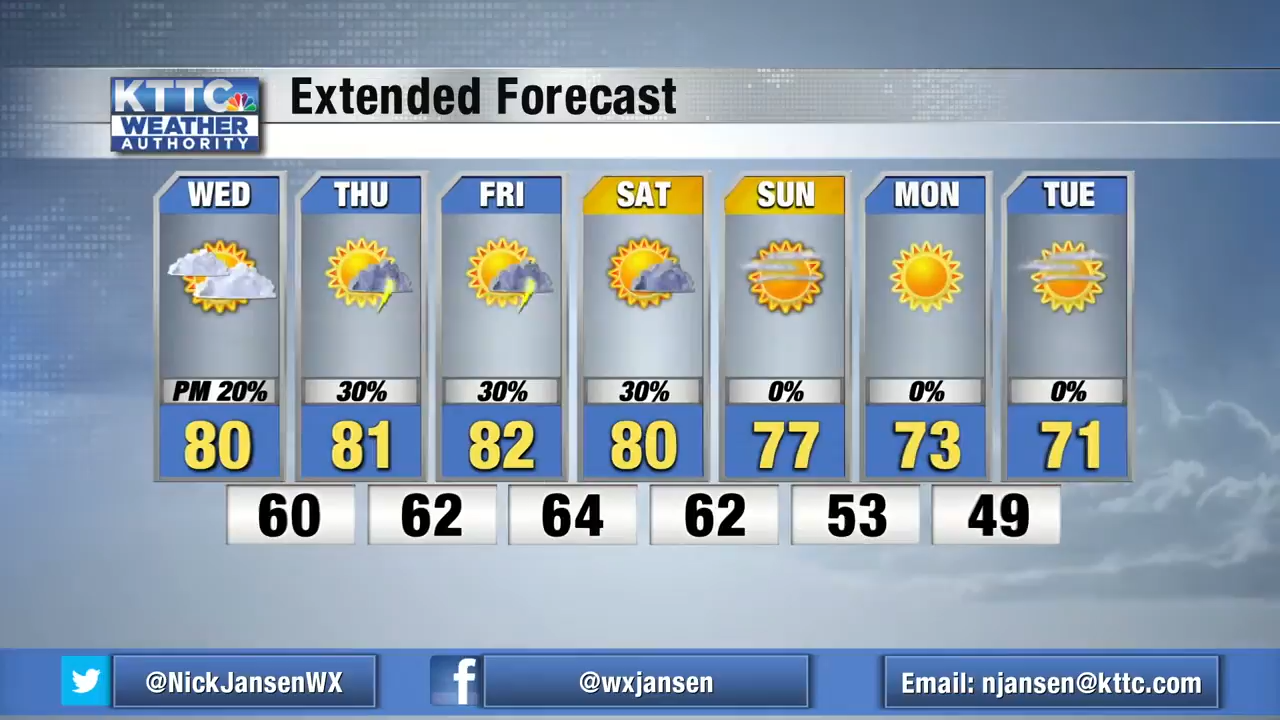 KTTC
WEATHER
AUTHORITY
Extended Forecast
WED THU FRI SAT SUN MON TUE
PM 20% 30% 30% 30% 0% 0% 0%
80 81 82 80 77 73 71
60 62 64 62 53 49
@NickJansenWX @wxjansen Email: njansen@kttc.com